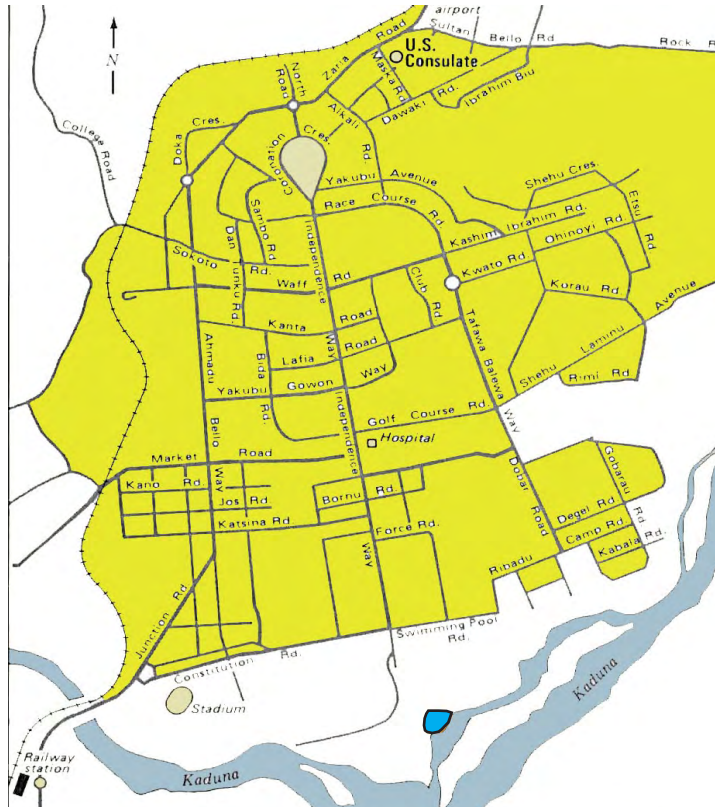 airport
Sultan Bello Rd
Rock R
U.S.
Consulate
N
Zaria Road
North
Road
Maska Rd
Dawaki Rd.
Ibrahim Biu
College Road
Doka Cres.
Coronation Cres.
Alkali Rd.
Yakubu Avenue
Race Course Rd
Shehu Cres.
Etsu Rd
Sambo Rd
Dan Tunku Rd.
Independence
Kashim Ibrahim Rd.
Ohinoyi Rd
Sokoto Rd.
Waff Rd
Club Rd
Kwato Rd.
Korau Rd
Kanta Road
Lafia Road
Way
Tafawa Balewa Way
Shehu Laminu Avenue
Rimi Rd
Ahmadu Bello Way
Bida Rd.
Yakubu Gowon Way
Independence
Golf Course Rd.
Hospital
Market Road
Kano Rd.
Jos Rd.
Katsina Rd.
Bornu Rd.
Force Rd.
Way
Dobar Road
Gobarau Rd
Degel Rd
Camp Rd.
Kabala Rd.
Ribadu
Junction Rd
Swimming Pool
Rd.
Constitution Rd.
Stadium
Kaduna
Railway
station
Kaduna